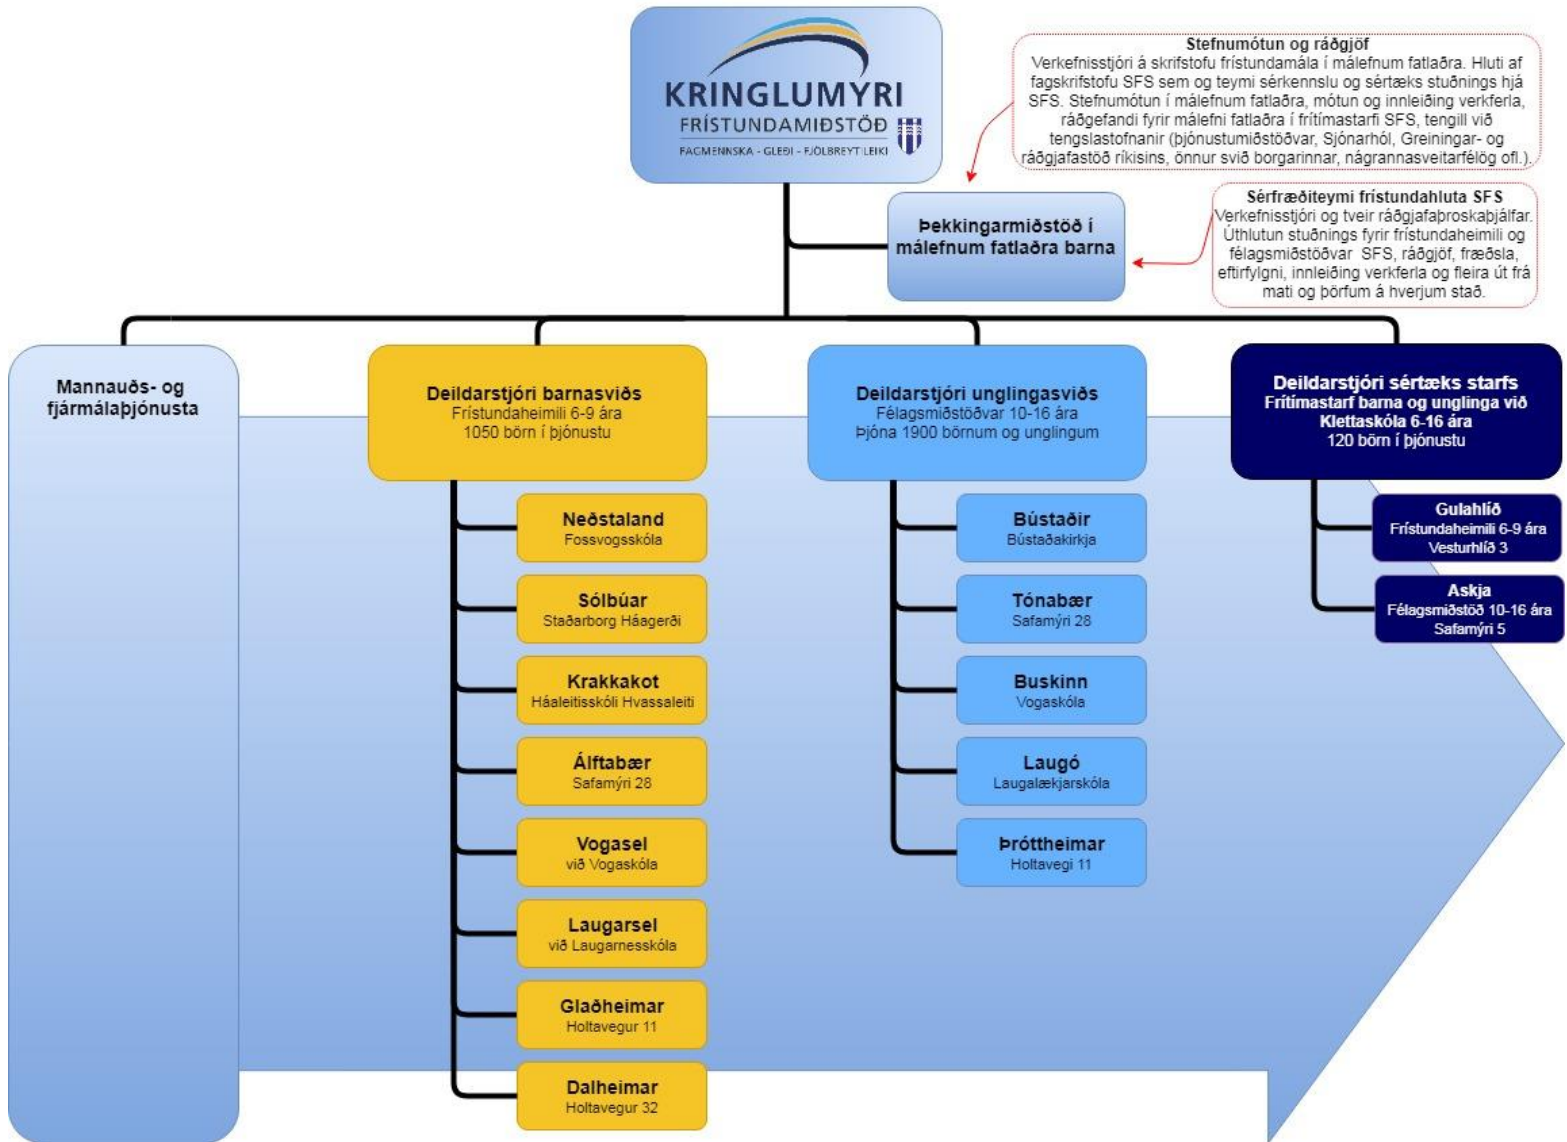 KRINGLUMÝRI
FRÍSTUNDAMIÐSTÖÐ
FAGMENNSKA - GLEÐI - FJÖLBREYTILEIKI
Stefnumótun og ráðgjöf
Verkefnisstjóri á skrifstofu frístundamála í málefnum fatlaðra. Hluti af
fagskrifstofu SFS sem og teymi sérkennslu og sértæks stuðnings hjá
SFS. Stefnumótun í málefnum fatlaðra, mótun og innleiðing verkferla,
ráðgefandi fyrir málefni fatlaðra í frítímastarfi SFS, tengill við
tengslastofnanir (þjónustumiðstöðvar, Sjónarhól, Greiningar- og
ráðgjafastöð ríkisins, önnur svið borgarinnar, nágrannasveitarfélög ofl.).
Þekkingarmiðstöð í
málefnum fatlaðra barna
Sérfræðiteymi frístundahluta SFS
Verkefnisstjóri og tveir ráðgjafaþroskaþjálfar.
Úthlutun stuðnings fyrir frístundaheimili og
félagsmiðstöðvar SFS, ráðgjöf, fræðsla,
eftirfylgni, innleiðing verkferla og fleira út frá
mati og þörfum á hverjum stað.
Mannauðs- og
fjármálaþjónusta
Deildarstjóri barnasviðs
Frístundaheimili 6-9 ára
1050 börn í þjónustu
Neðstaland
Fossvogsskóla
Sólbúar
Staðarborg Háagerði
Krakkakot
Háaleitisskóli Hvassaleiti
Álftabær
Safamýri 28
Vogasel
við Vogaskóla
Laugarsel
við Laugarnesskóla
Glaðheimar
Holtavegur 11
Dalheimar
Holtavegur 32
Deildarstjóri unglingasviðs
Félagsmiðstöðvar 10-16 ára
Þjóna 1900 börnum og unglingum
Bústaðir
Bústaðakirkja
Tónabær
Safamýri 28
Buskinn
Vogaskóla
Laugó
Laugalækjarskóla
Þróttheimar
Holtavegi 11
Deildarstjóri sértæks starfs
Frítímastarf barna og unglinga við
Klettaskóla 6-16 ára
120 börn í þjónustu
Gulahlíð
Frístundaheimili 6-9 ára
Vesturhlíð 3
Askja
Félagsmiðstöð 10-16 ára
Safamýri 5